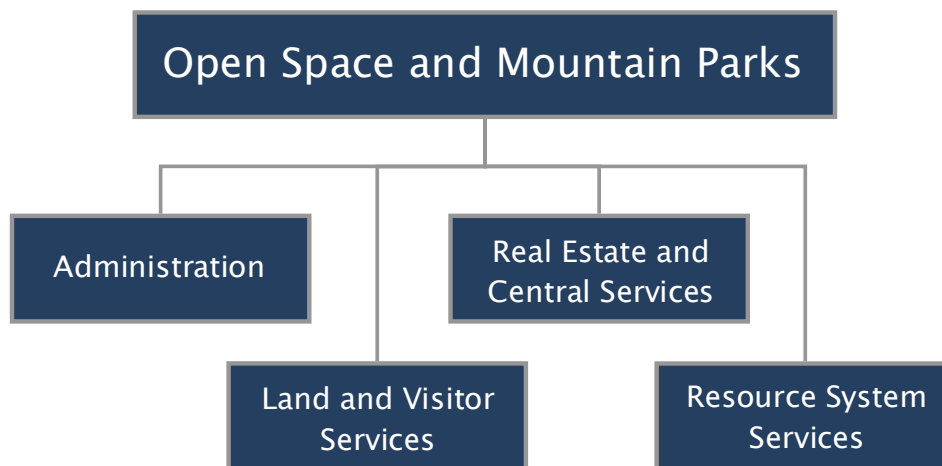 Open Space and Mountain Parks
Administration
Real Estate and
Central Services
Land and Visitor
Services
Resource System
Services